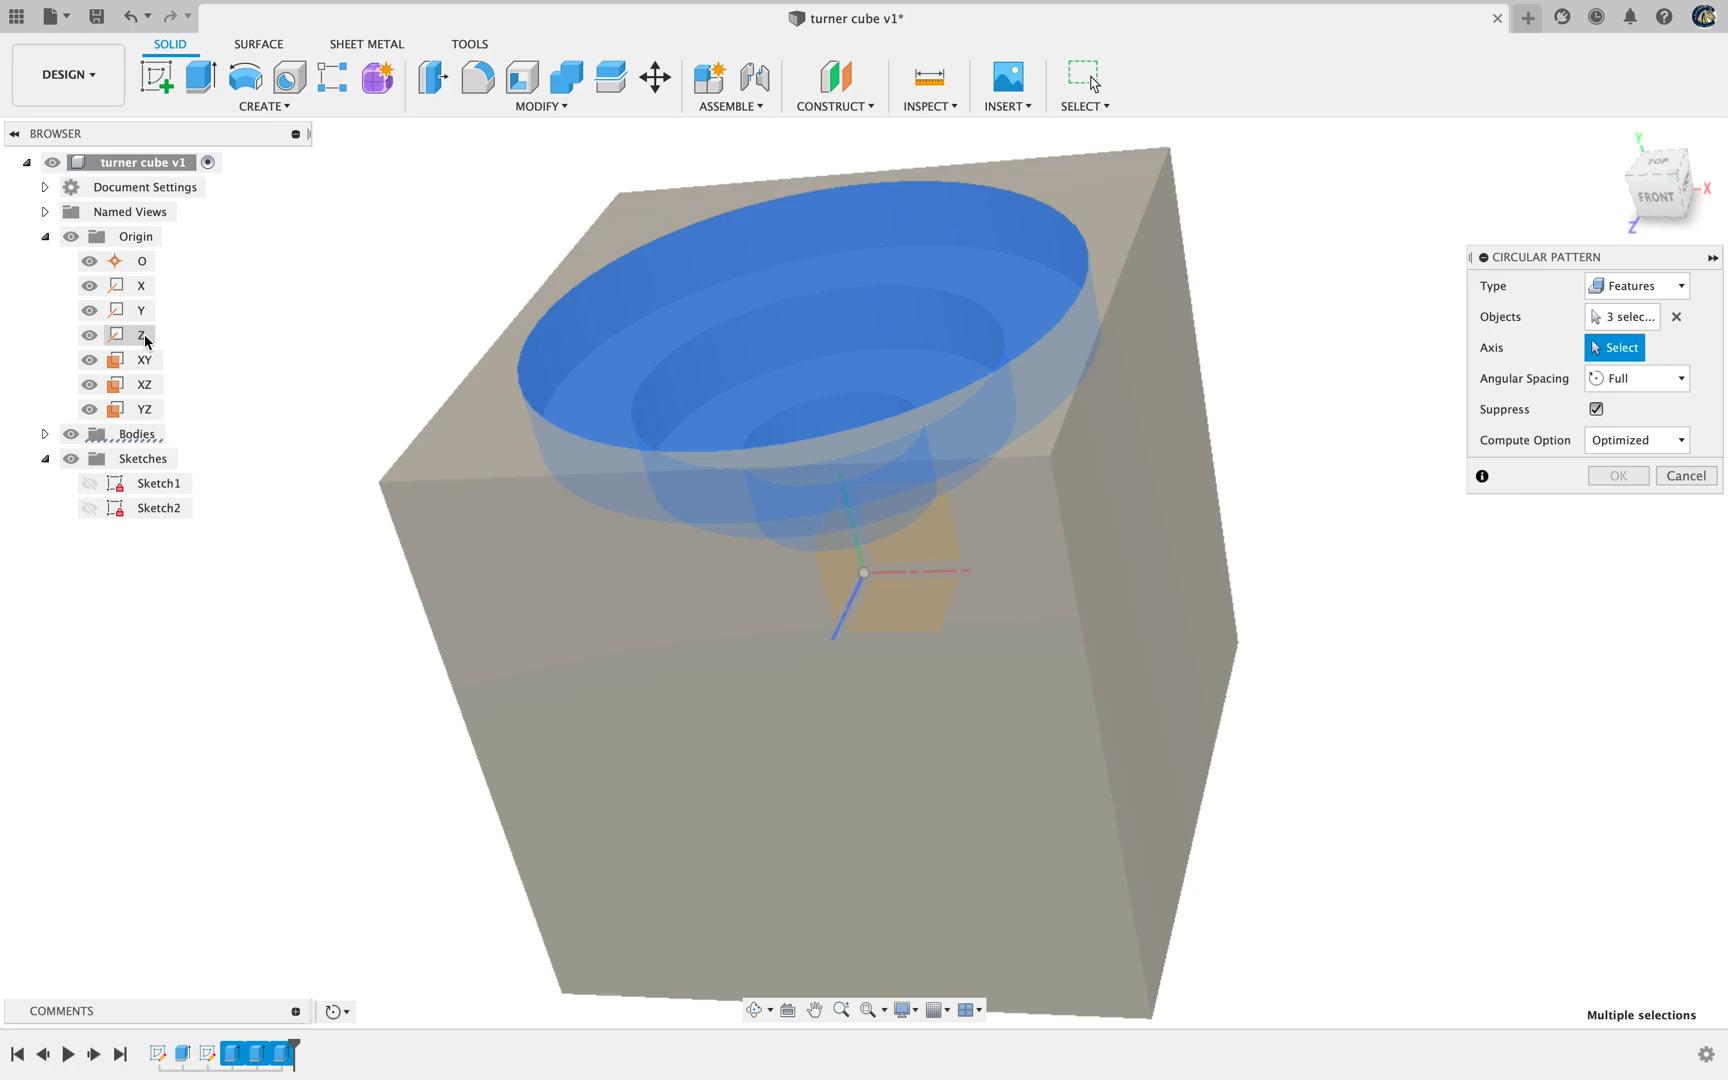 turner cube v1*
SOLID
SURFACE
SHEET METAL
TOOLS
DESIGN
CREATE
MODIFY
ASSEMBLE
CONSTRUCT
INSPECT
INSERT
SELECT
BROWSER
turner cube v1
Document Settings
Named Views
Origin
O
X
Y
Z
XY
XZ
YZ
Bodies
Sketches
Sketch1
Sketch2
Y
TOP
FRONT
X
Z
CIRCULAR PATTERN
Type Features
Objects 3 selec...
Axis Select
Angular Spacing Full
Suppress
Compute Option Optimized
OK Cancel
COMMENTS
Multiple selections